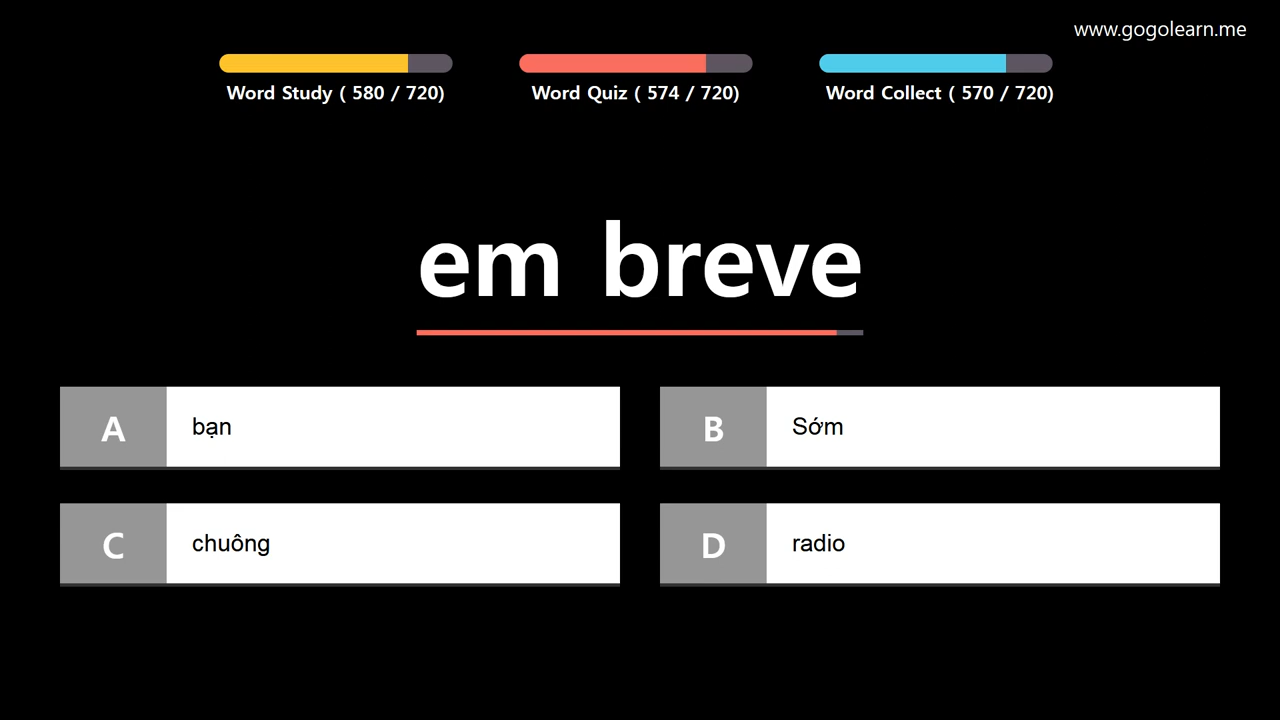 www.gogolearn.me
Word Study ( 580 / 720)
Word Quiz ( 574 / 720)
Word Collect ( 570 / 720)
em breve
A bạn
B Sớm
C chuông
D radio